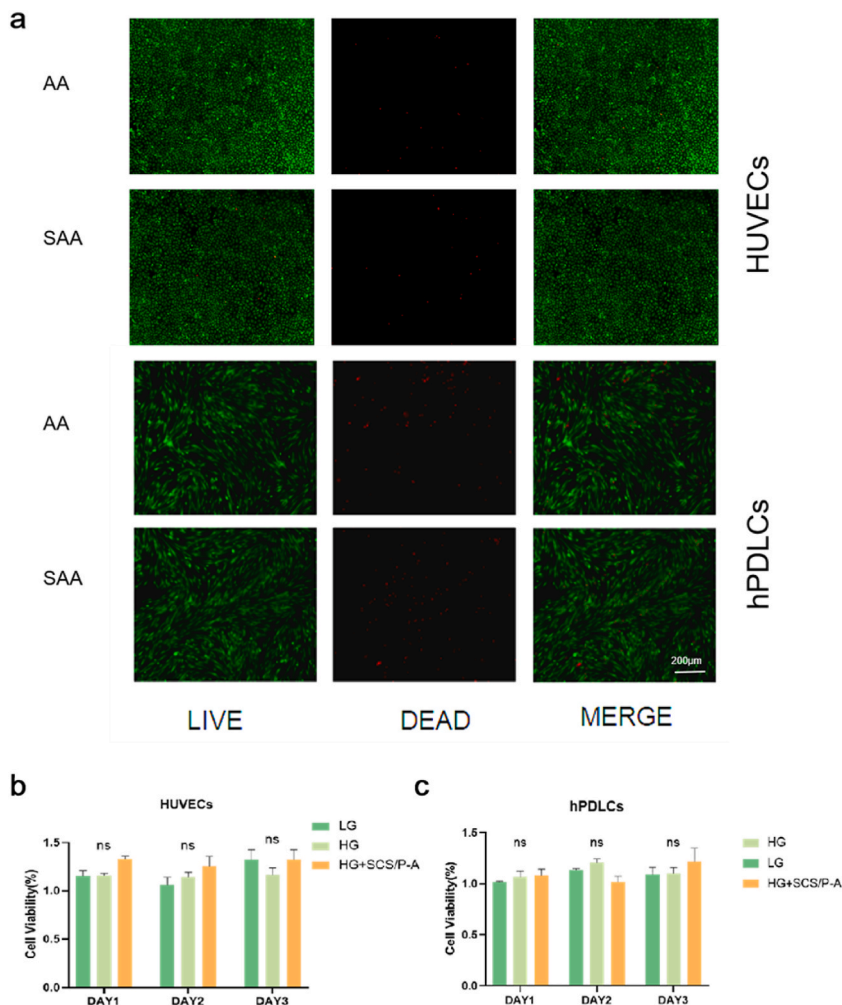 a
AA
SAA
HUVECs
AA
SAA
hPDLCs
200μm
LIVE DEAD MERGE
b
HUVECs
LG
HG
HG+SCS/P-A
Cell Viability(%)
1.5
1.0
0.5
0.0
ns ns ns
DAY1 DAY2 DAY3
c
hPDLCs
HG
LG
HG+SCS/P-A
Cell Viability(%)
1.5
1.0
0.5
0.0
ns ns ns
DAY1 DAY2 DAY3